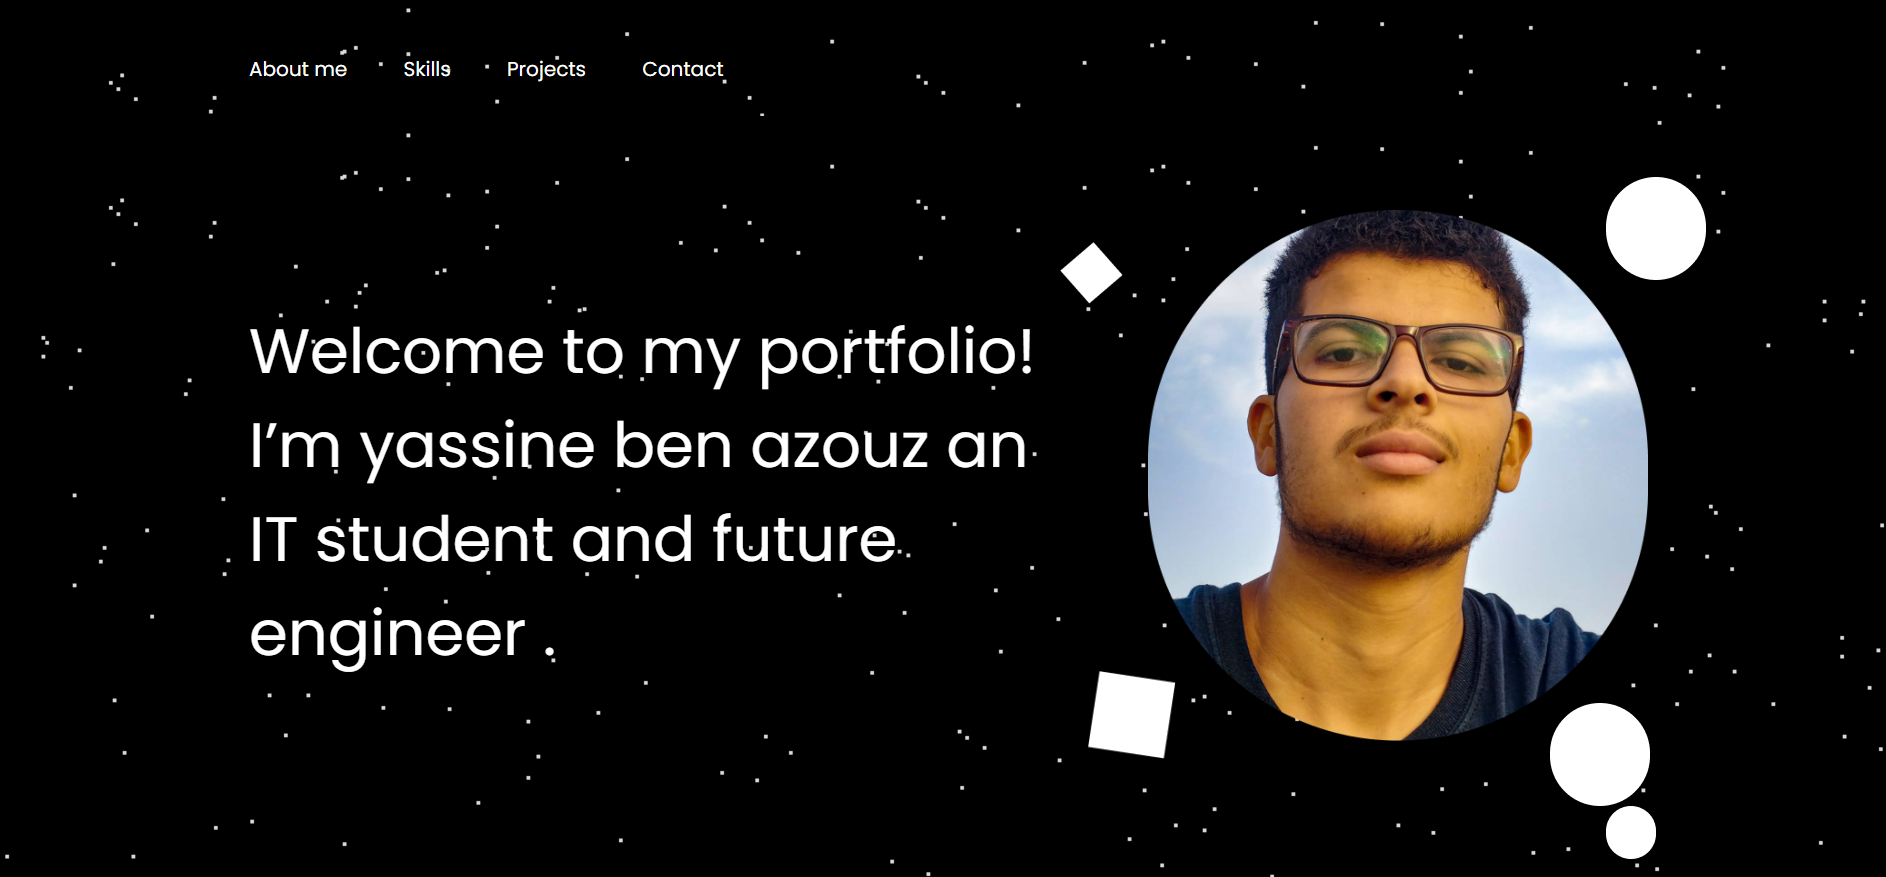 About me Skills Projects Contact
Welcome to my portfolio!
I’m yassine ben azouz an
IT student and future
engineer .